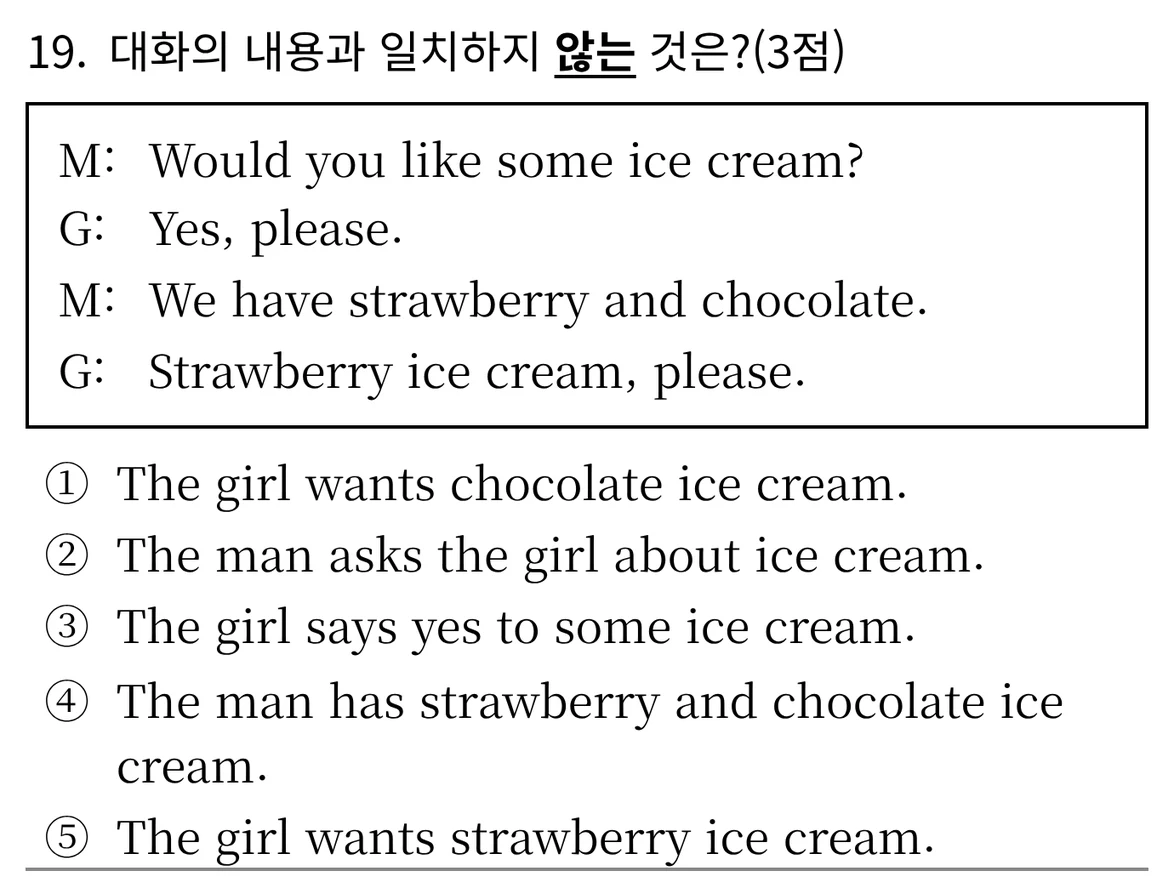 19. 대화의 내용과 일치하지 않는 것은?(3점)
M: Would you like some ice cream?
G: Yes, please.
M: We have strawberry and chocolate.
G: Strawberry ice cream, please.
① The girl wants chocolate ice cream.
② The man asks the girl about ice cream.
③ The girl says yes to some ice cream.
④ The man has strawberry and chocolate ice
cream.
⑤ The girl wants strawberry ice cream.